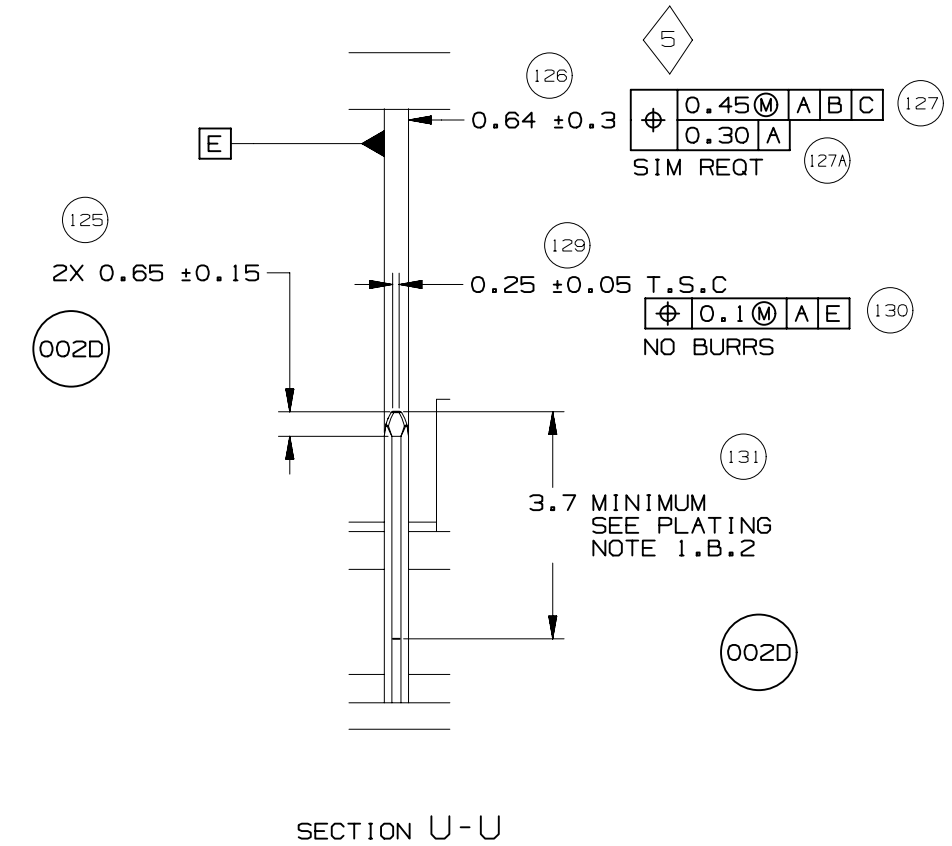 5
126
0.64 ±0.3
⌖ 0.45Ⓜ A B C
0.30 A
127
SIM REQT
127A
E
125
2X 0.65 ±0.15
002D
129
0.25 ±0.05 T.S.C
⌖ 0.1Ⓜ A E
130
NO BURRS
131
3.7 MINIMUM
SEE PLATING
NOTE 1.B.2
002D
SECTION U-U